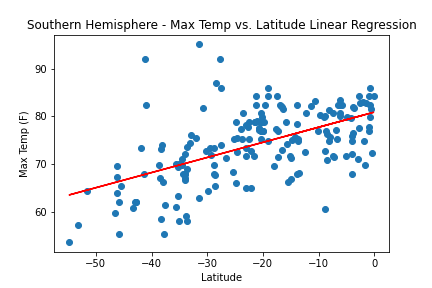 Southern Hemisphere - Max Temp vs. Latitude Linear Regression
Max Temp (F)
90
80
70
60
−50 −40 −30 −20 −10 0
Latitude